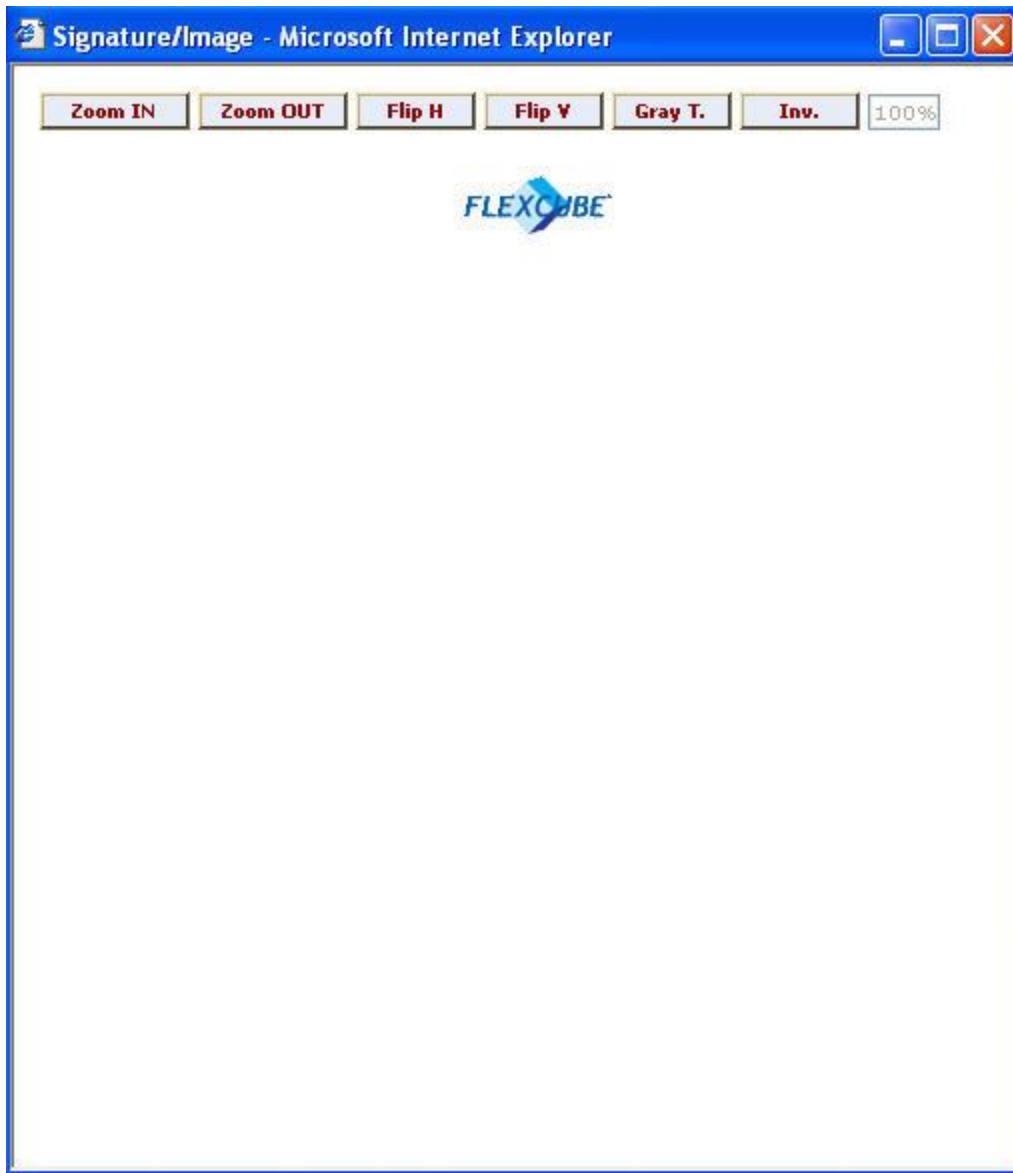 Signature/Image - Microsoft Internet Explorer
Zoom IN Zoom OUT Flip H Flip V Gray T. Inv. 100%
FLEXCUBE